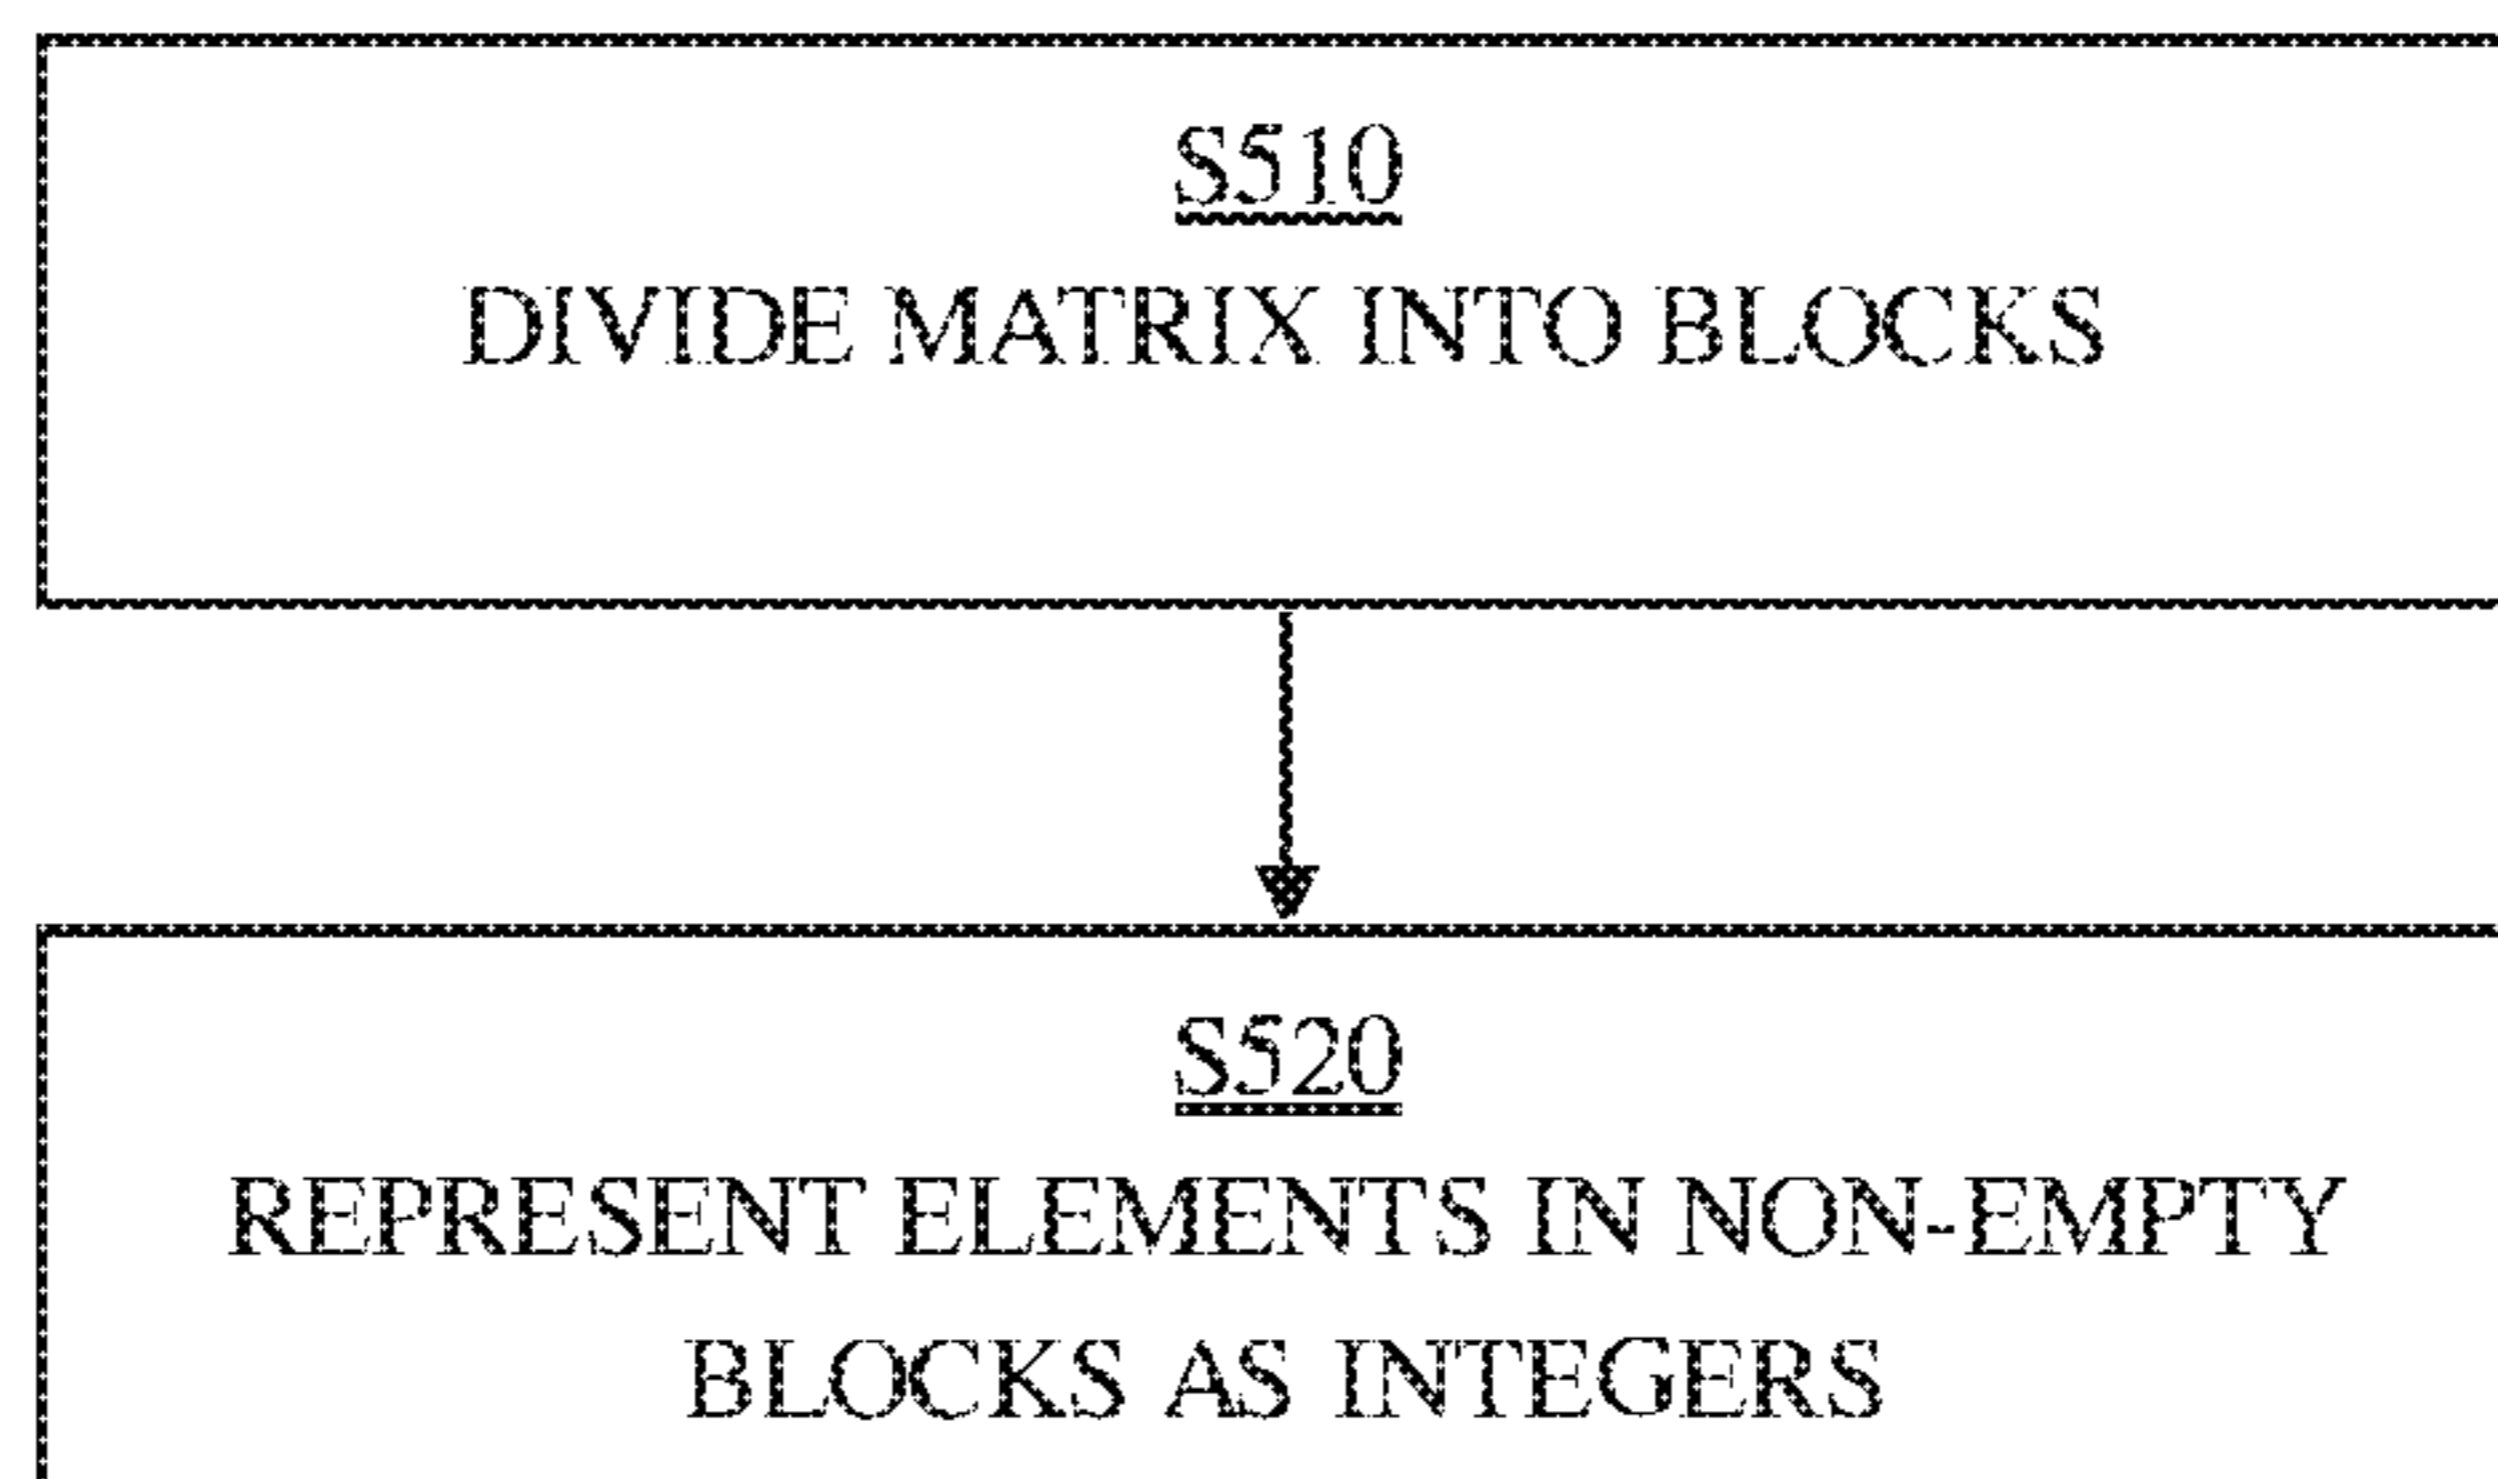 S510
DIVIDE MATRIX INTO BLOCKS
S520
REPRESENT ELEMENTS IN NON-EMPTY
BLOCKS AS INTEGERS